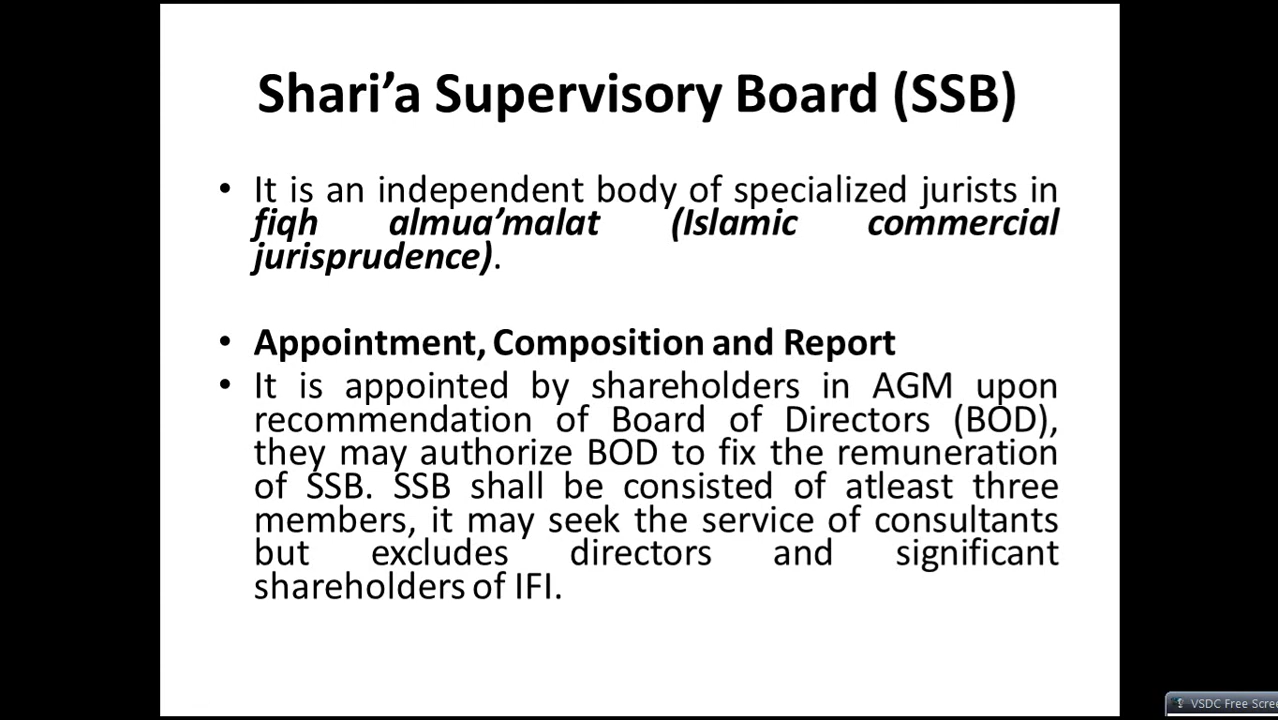 Shari’a Supervisory Board (SSB)
• It is an independent body of specialized jurists in
fiqh almua’malat (Islamic commercial
jurisprudence).
• Appointment, Composition and Report
• It is appointed by shareholders in AGM upon
recommendation of Board of Directors (BOD),
they may authorize BOD to fix the remuneration
of SSB. SSB shall be consisted of atleast three
members, it may seek the service of consultants
but excludes directors and significant
shareholders of IFI.
VSDC Free Scree